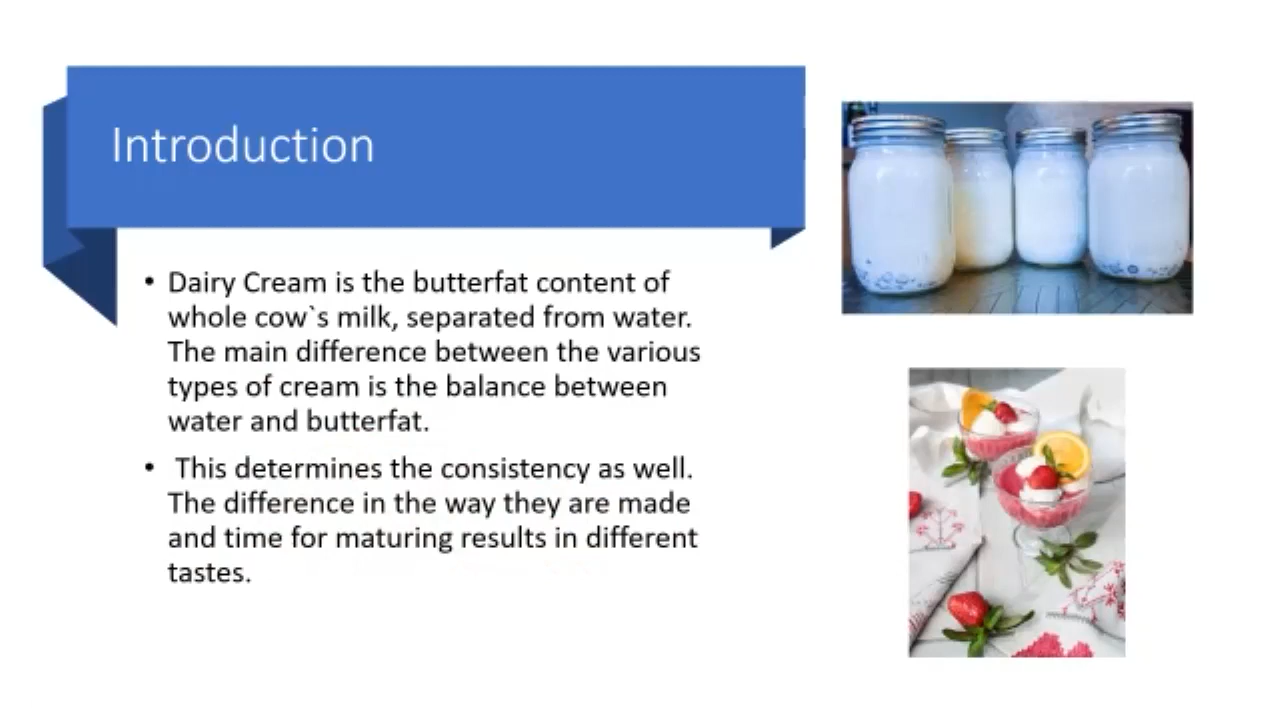 Introduction
• Dairy Cream is the butterfat content of
whole cow`s milk, separated from water.
The main difference between the various
types of cream is the balance between
water and butterfat.
• This determines the consistency as well.
The difference in the way they are made
and time for maturing results in different
tastes.